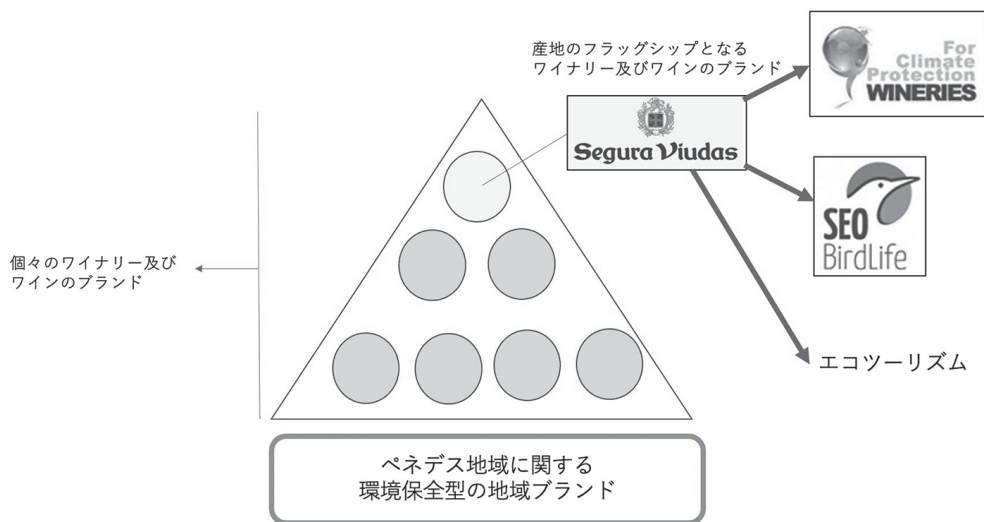 産地のフラッグシップとなる
ワイナリー及びワインのブランド
For
Climate
Protection
WINERIES
Segura Viudas
SEO
BirdLife
個々のワイナリー及び
ワインのブランド
エコツーリズム
ペネデス地域に関する
環境保全型の地域ブランド